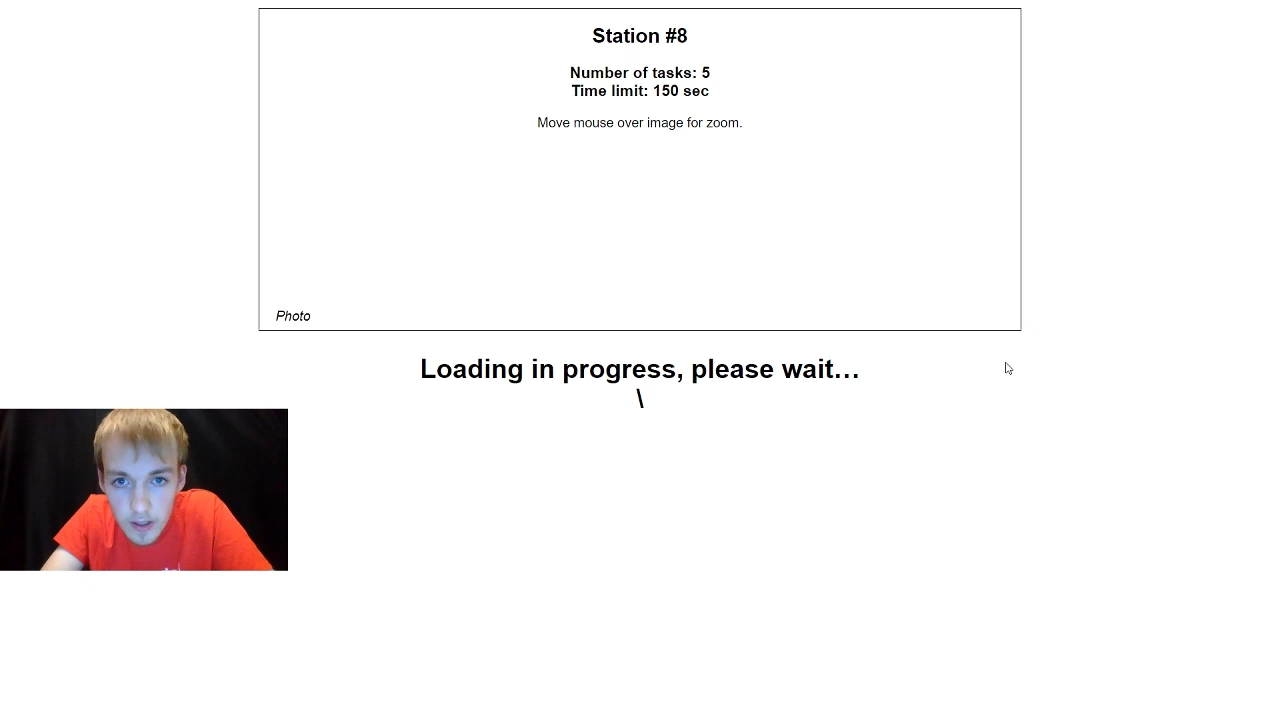 Station #8
Number of tasks: 5
Time limit: 150 sec
Move mouse over image for zoom.
Photo
Loading in progress, please wait…
\